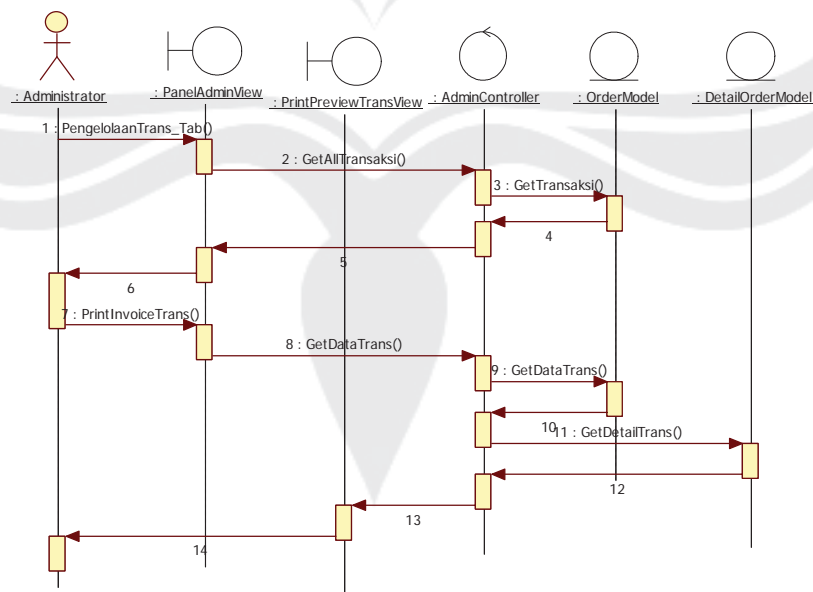 : Administrator
: PanelAdminView
: PrintPreviewTransView
: AdminController
: OrderModel
: DetailOrderModel
1 : PengelolaanTrans_Tab()
2 : GetAllTransaksi()
3 : GetTransaksi()
4
5
6
7 : PrintInvoiceTrans()
8 : GetDataTrans()
9 : GetDataTrans()
10
11 : GetDetailTrans()
12
13
14